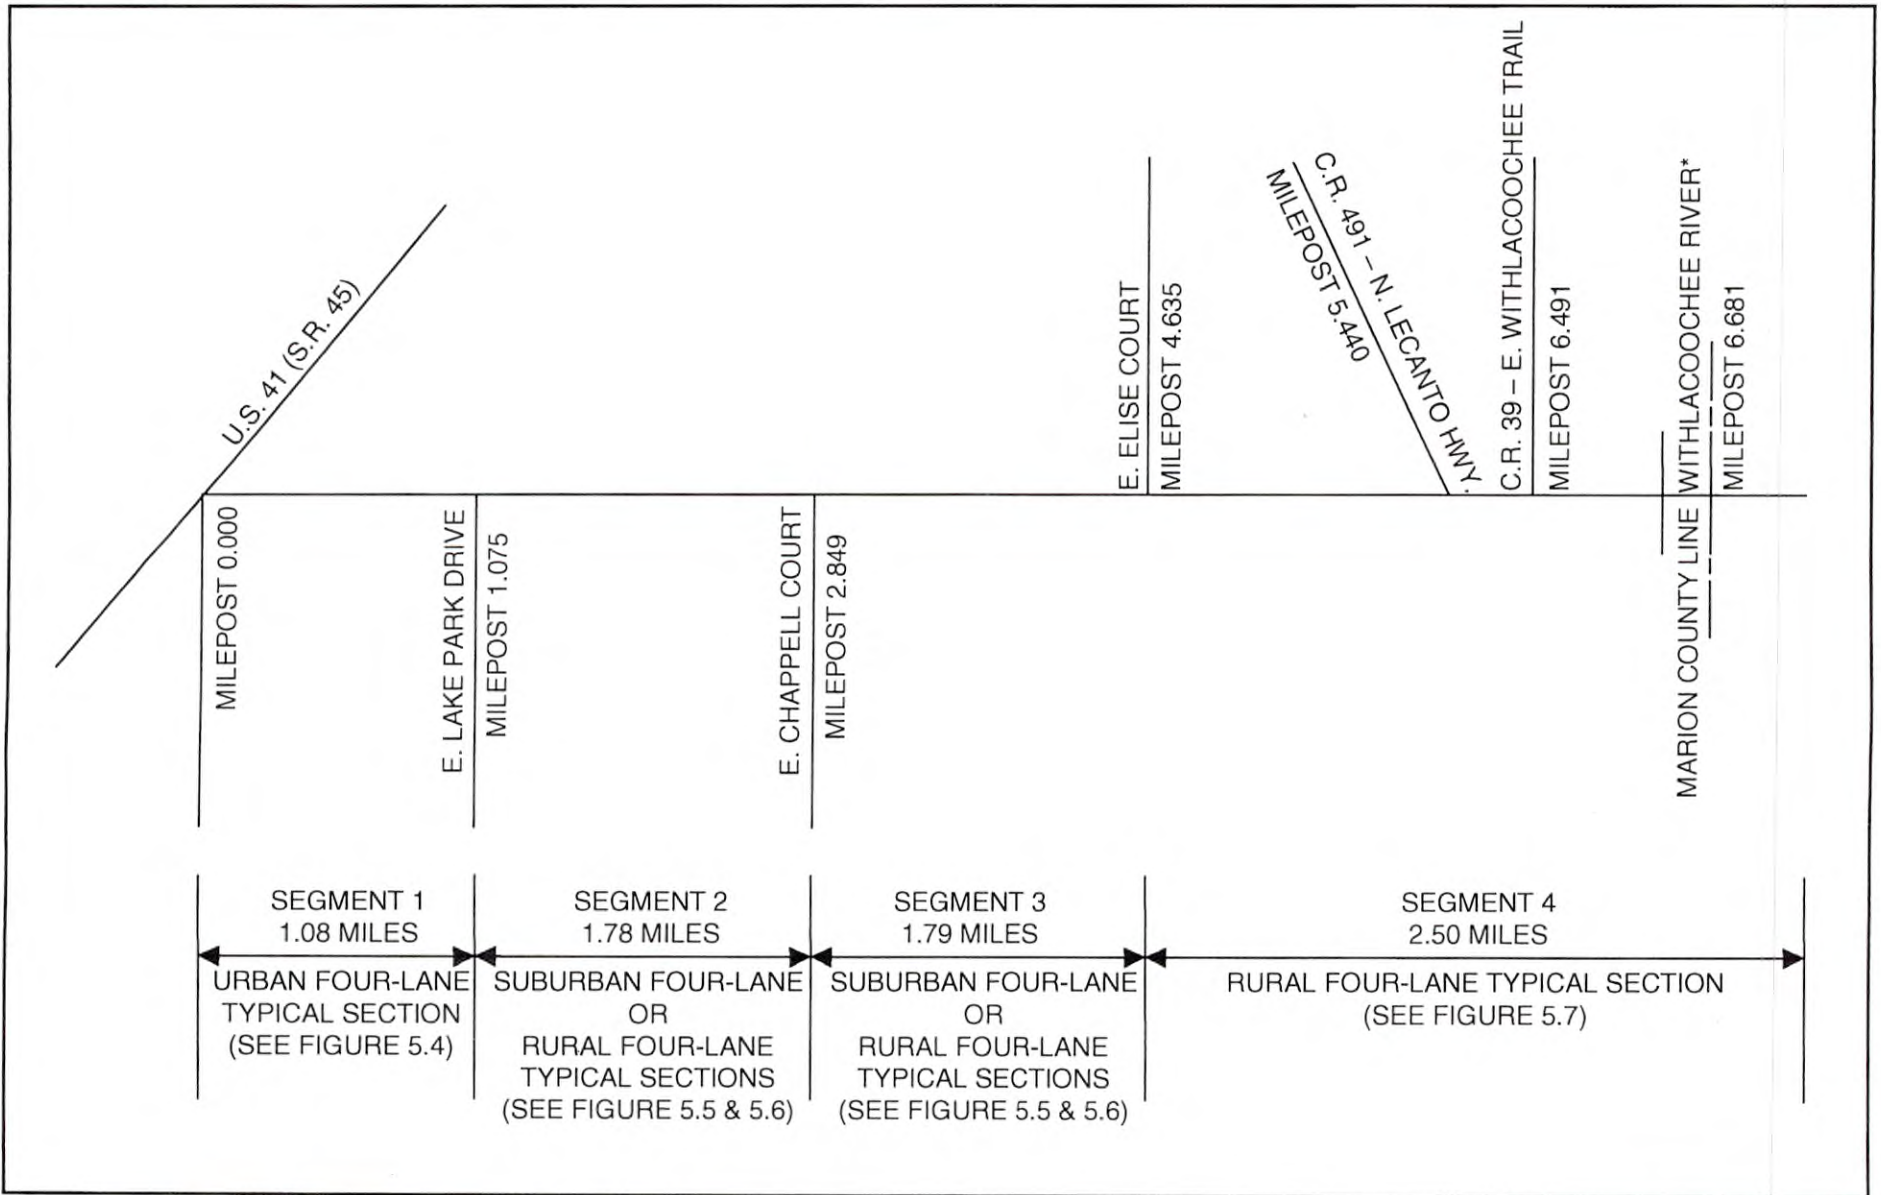 U.S. 41 (S.R. 45)
MILEPOST 0.000
E. LAKE PARK DRIVE
MILEPOST 1.075
E. CHAPPELL COURT
MILEPOST 2.849
E. ELISE COURT
MILEPOST 4.635
C.R. 491 – N. LECANTO HWY.
MILEPOST 5.440
C.R. 39 – E. WITHLACOOCHEE TRAIL
MILEPOST 6.491
MARION COUNTY LINE WITHLACOOCHEE RIVER*
MILEPOST 6.681
SEGMENT 1
1.08 MILES
URBAN FOUR-LANE
TYPICAL SECTION
(SEE FIGURE 5.4)
SEGMENT 2
1.78 MILES
SUBURBAN FOUR-LANE
OR
RURAL FOUR-LANE
TYPICAL SECTIONS
(SEE FIGURE 5.5 & 5.6)
SEGMENT 3
1.79 MILES
SUBURBAN FOUR-LANE
OR
RURAL FOUR-LANE
TYPICAL SECTIONS
(SEE FIGURE 5.5 & 5.6)
SEGMENT 4
2.50 MILES
RURAL FOUR-LANE TYPICAL SECTION
(SEE FIGURE 5.7)